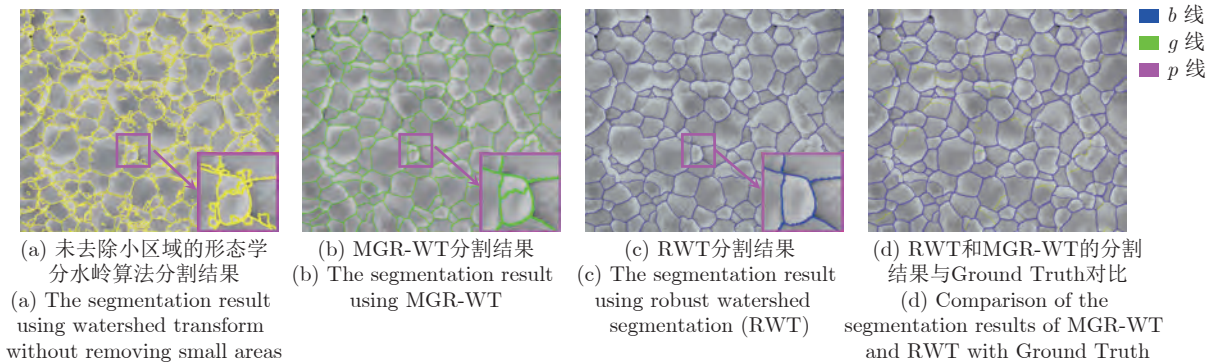 b 线
g 线
p 线
(a) 未去除小区域的形态学
分水岭算法分割结果
(a) The segmentation result
using watershed transform
without removing small areas
(b) MGR-WT分割结果
(b) The segmentation result
using MGR-WT
(c) RWT分割结果
(c) The segmentation result
using robust watershed
segmentation (RWT)
(d) RWT和MGR-WT的分割
结果与Ground Truth对比
(d) Comparison of the
segmentation results of MGR-WT
and RWT with Ground Truth